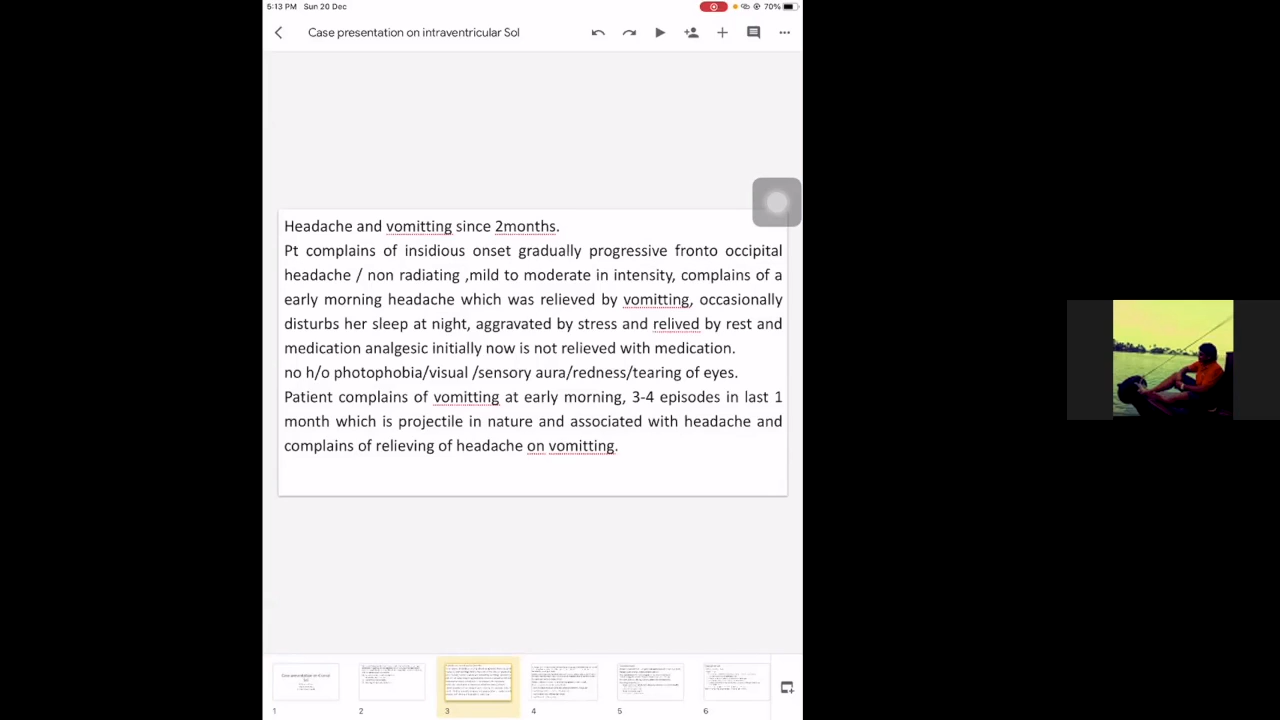 5:13 PM Sun 20 Dec
70%
Case presentation on intraventricular Sol
Headache and vomitting since 2months.
Pt complains of insidious onset gradually progressive fronto occipital
headache / non radiating ,mild to moderate in intensity, complains of a
early morning headache which was relieved by vomitting, occasionally
disturbs her sleep at night, aggravated by stress and relived by rest and
medication analgesic initially now is not relieved with medication.
no h/o photophobia/visual /sensory aura/redness/tearing of eyes.
Patient complains of vomitting at early morning, 3-4 episodes in last 1
month which is projectile in nature and associated with headache and
complains of relieving of headache on vomitting.
1
2
3
4
5
6